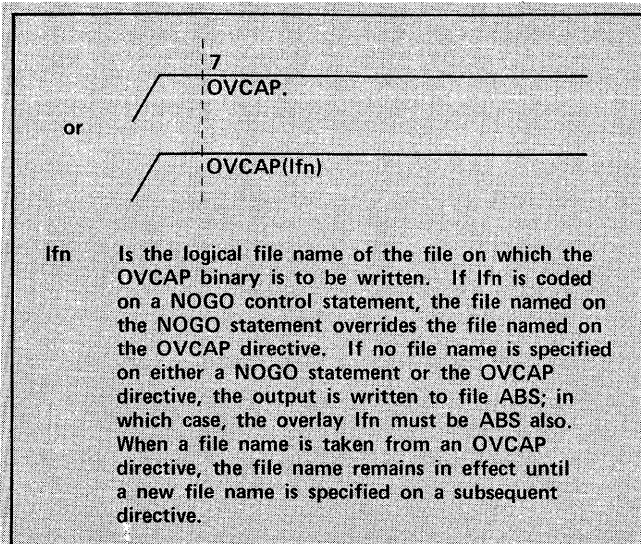 7
OVCAP.
or
OVCAP(lfn)
lfn Is the logical file name of the file on which the
OVCAP binary is to be written. If lfn is coded
on a NOGO control statement, the file named on
the NOGO statement overrides the file named on
the OVCAP directive. If no file name is specified
on either a NOGO statement or the OVCAP
directive, the output is written to file ABS; in
which case, the overlay lfn must be ABS also.
When a file name is taken from an OVCAP
directive, the file name remains in effect until
a new file name is specified on a subsequent
directive.